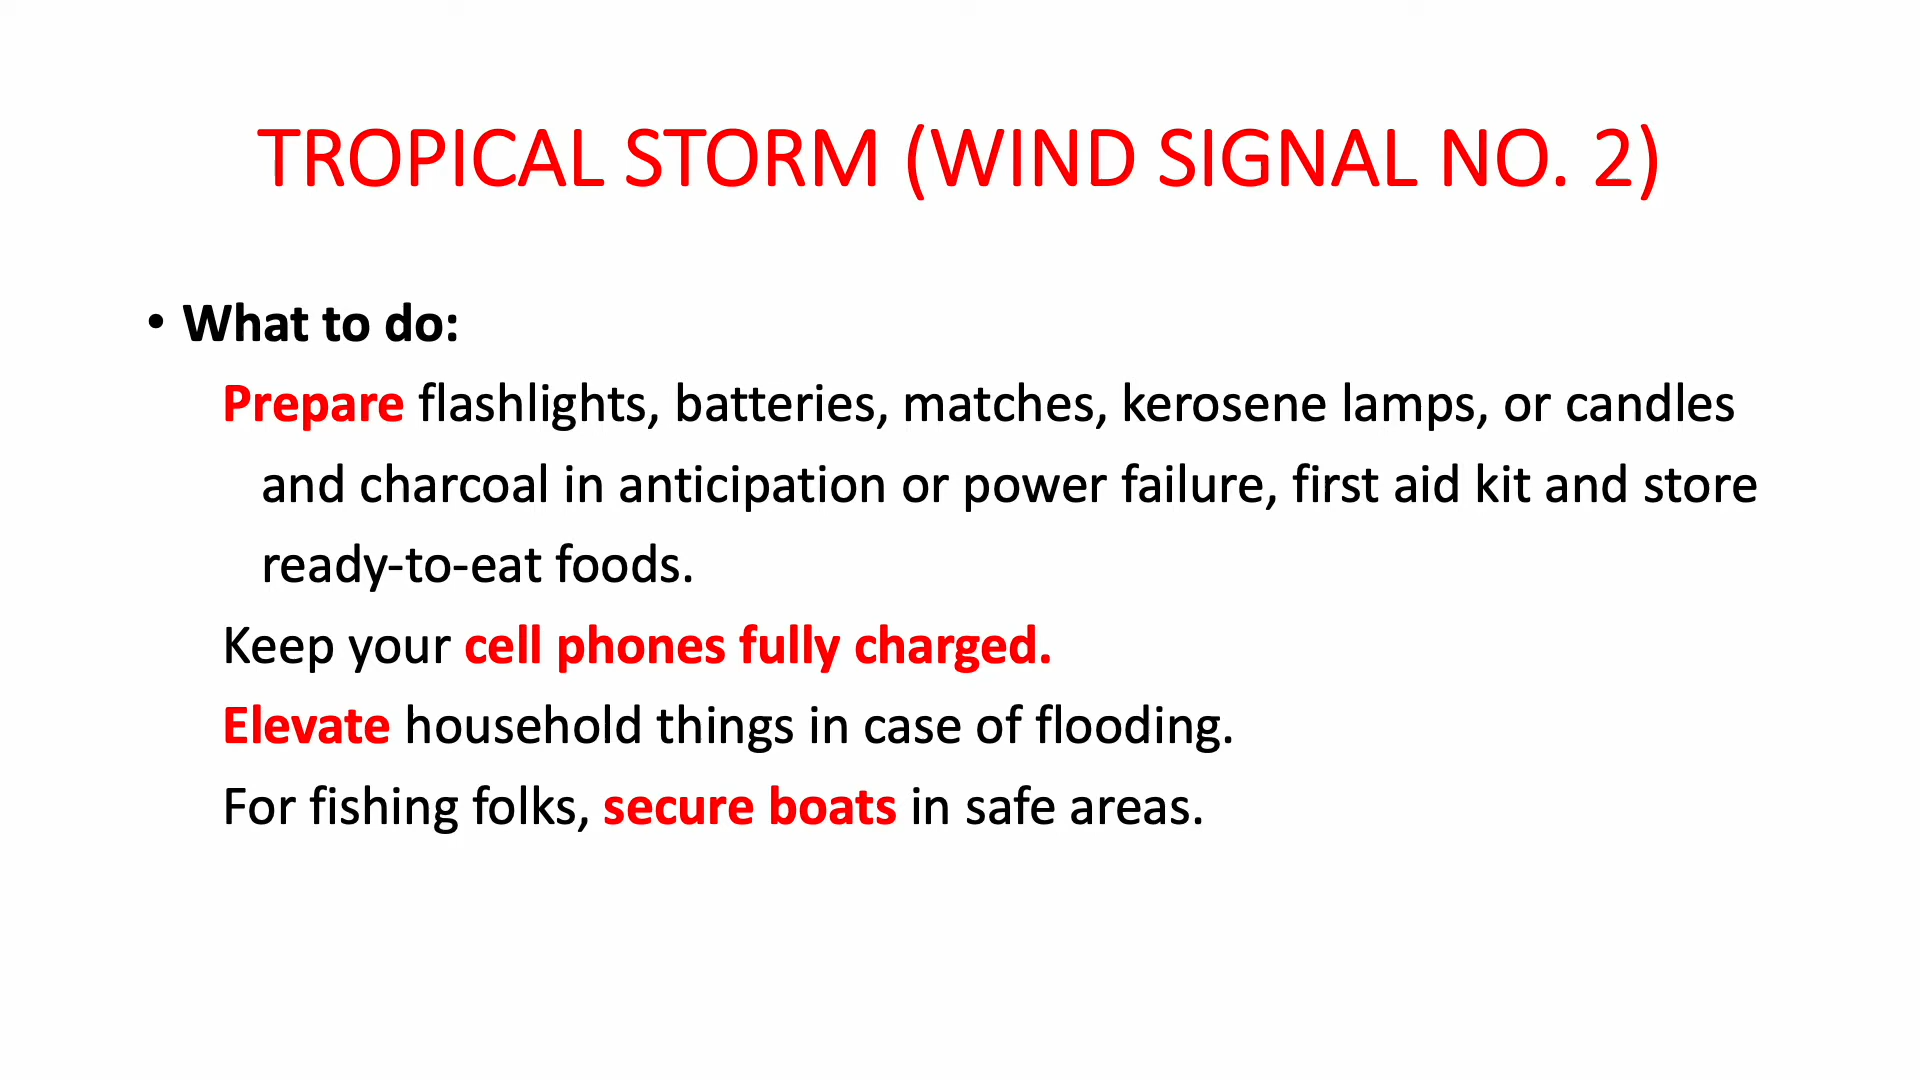 TROPICAL STORM (WIND SIGNAL NO. 2)
• What to do:
Prepare flashlights, batteries, matches, kerosene lamps, or candles
and charcoal in anticipation or power failure, first aid kit and store
ready-to-eat foods.
Keep your cell phones fully charged.
Elevate household things in case of flooding.
For fishing folks, secure boats in safe areas.